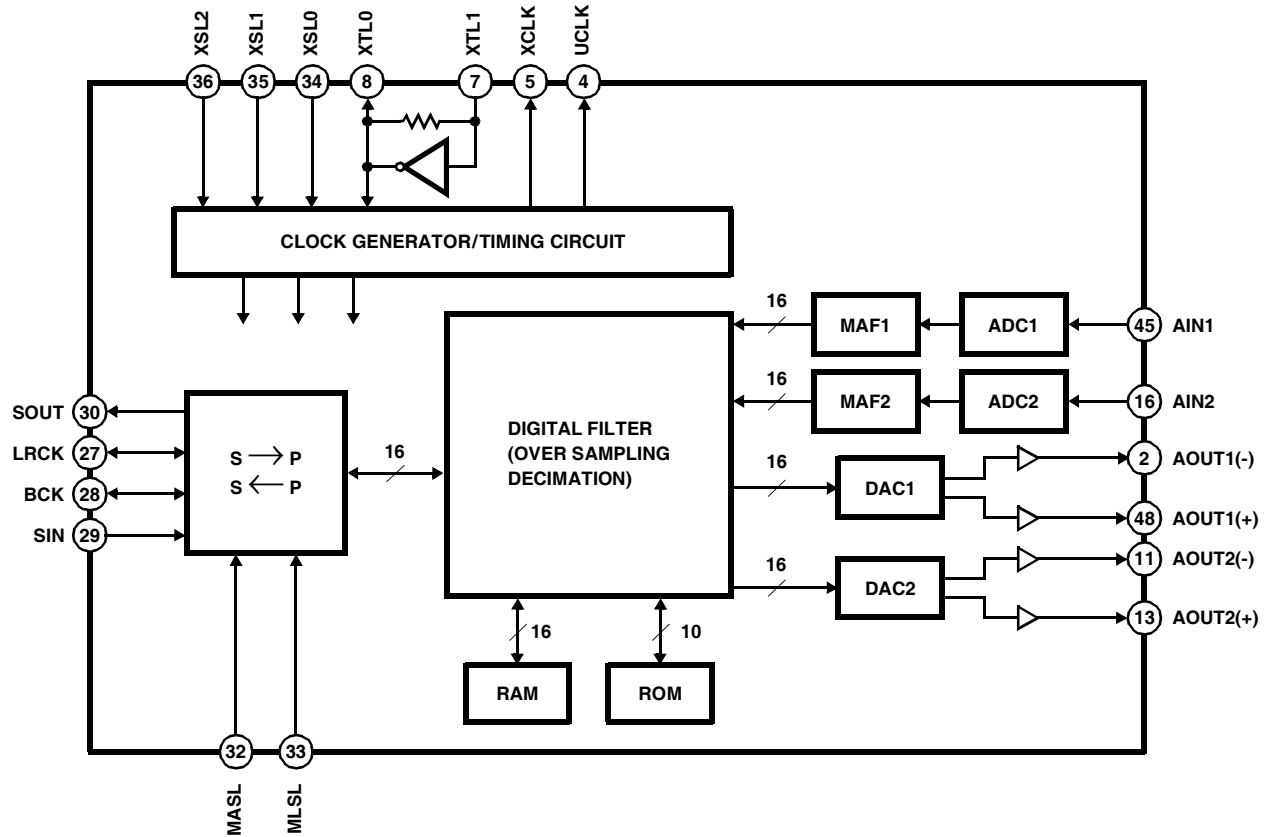 XSL2
XSL1
XSL0
XTL0
XTL1
XCLK
UCLK
36
35
34
8
7
5
4
CLOCK GENERATOR/TIMING CIRCUIT
16
MAF1
ADC1
45
AIN1
16
MAF2
ADC2
16
AIN2
SOUT
30
LRCK
27
BCK
28
SIN
29
S → P
S ← P
16
DIGITAL FILTER
(OVER SAMPLING
DECIMATION)
16
DAC1
2
AOUT1(-)
48
AOUT1(+)
16
DAC2
11
AOUT2(-)
13
AOUT2(+)
16
10
RAM
ROM
32
33
MASL
MLSL